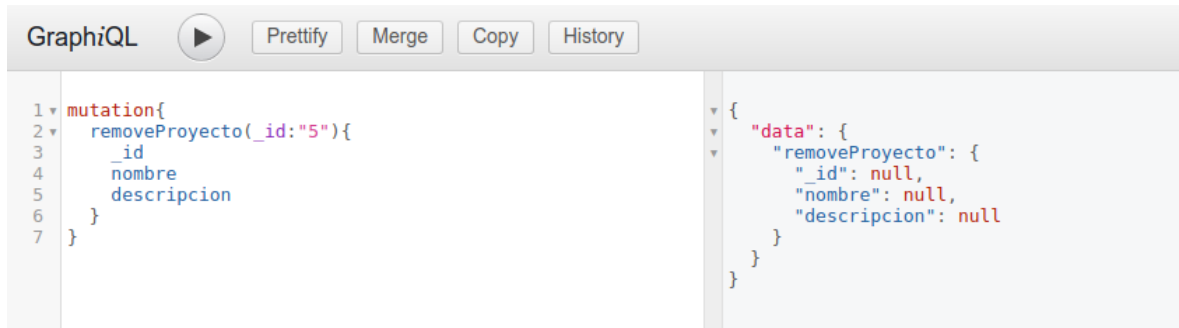 GraphiQL Prettify Merge Copy History
1 mutation{
2 removeProyecto(_id:"5"){
3 _id
4 nombre
5 descripcion
6 }
7 }
{
"data": {
"removeProyecto": {
"_id": null,
"nombre": null,
"descripcion": null
}
}
}